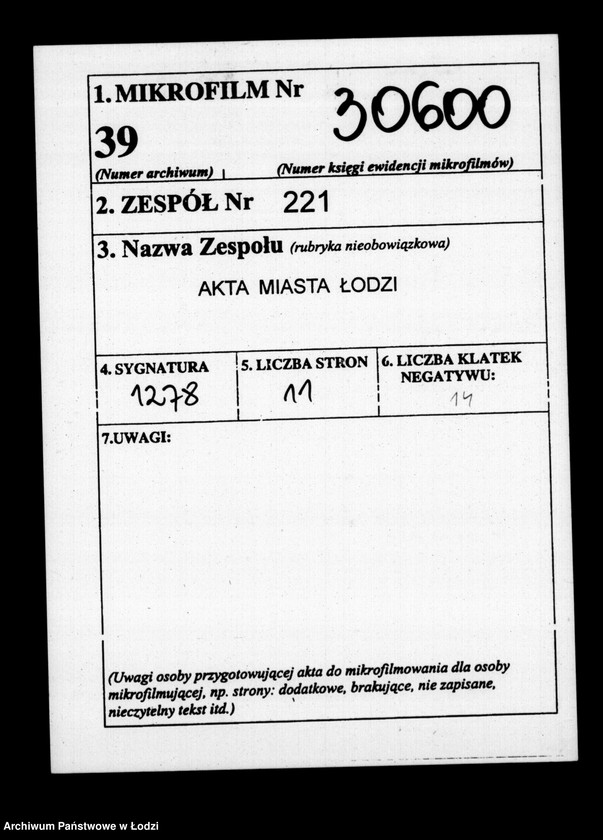 1. MIKROFILM Nr 30600
39
(Numer archiwum) (Numer księgi ewidencji mikrofilmów)
2. ZESPÓŁ Nr 221
3. Nazwa Zespołu (rubryka nieobowiązkowa)
AKTA MIASTA ŁODZI
4. SYGNATURA
1278
5. LICZBA STRON
11
6. LICZBA KLATEK
NEGATYWU:
14
7.UWAGI:
(Uwagi osoby przygotowującej akta do mikrofilmowania dla osoby
mikrofilmującej, np. strony: dodatkowe, brakujące, nie zapisane,
nieczytelny tekst itd.)
Archiwum Państwowe w Łodzi